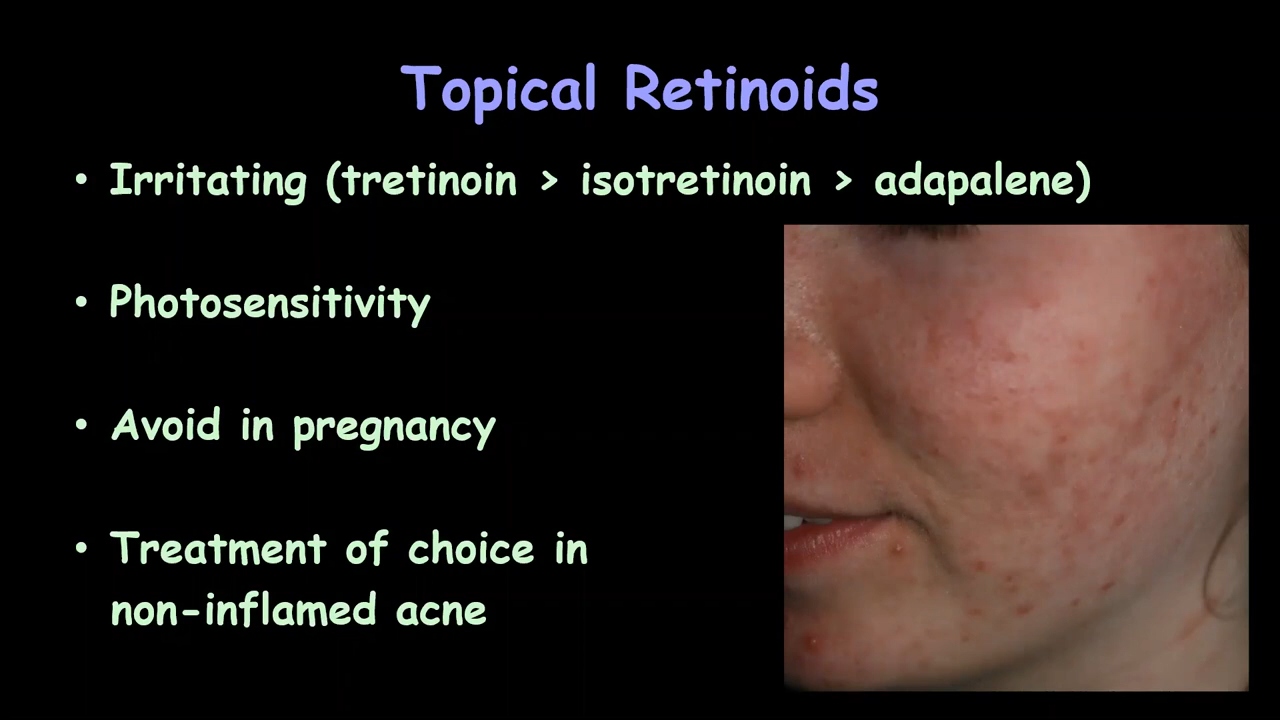 Topical Retinoids
• Irritating (tretinoin > isotretinoin > adapalene)
• Photosensitivity
• Avoid in pregnancy
• Treatment of choice in
non-inflamed acne